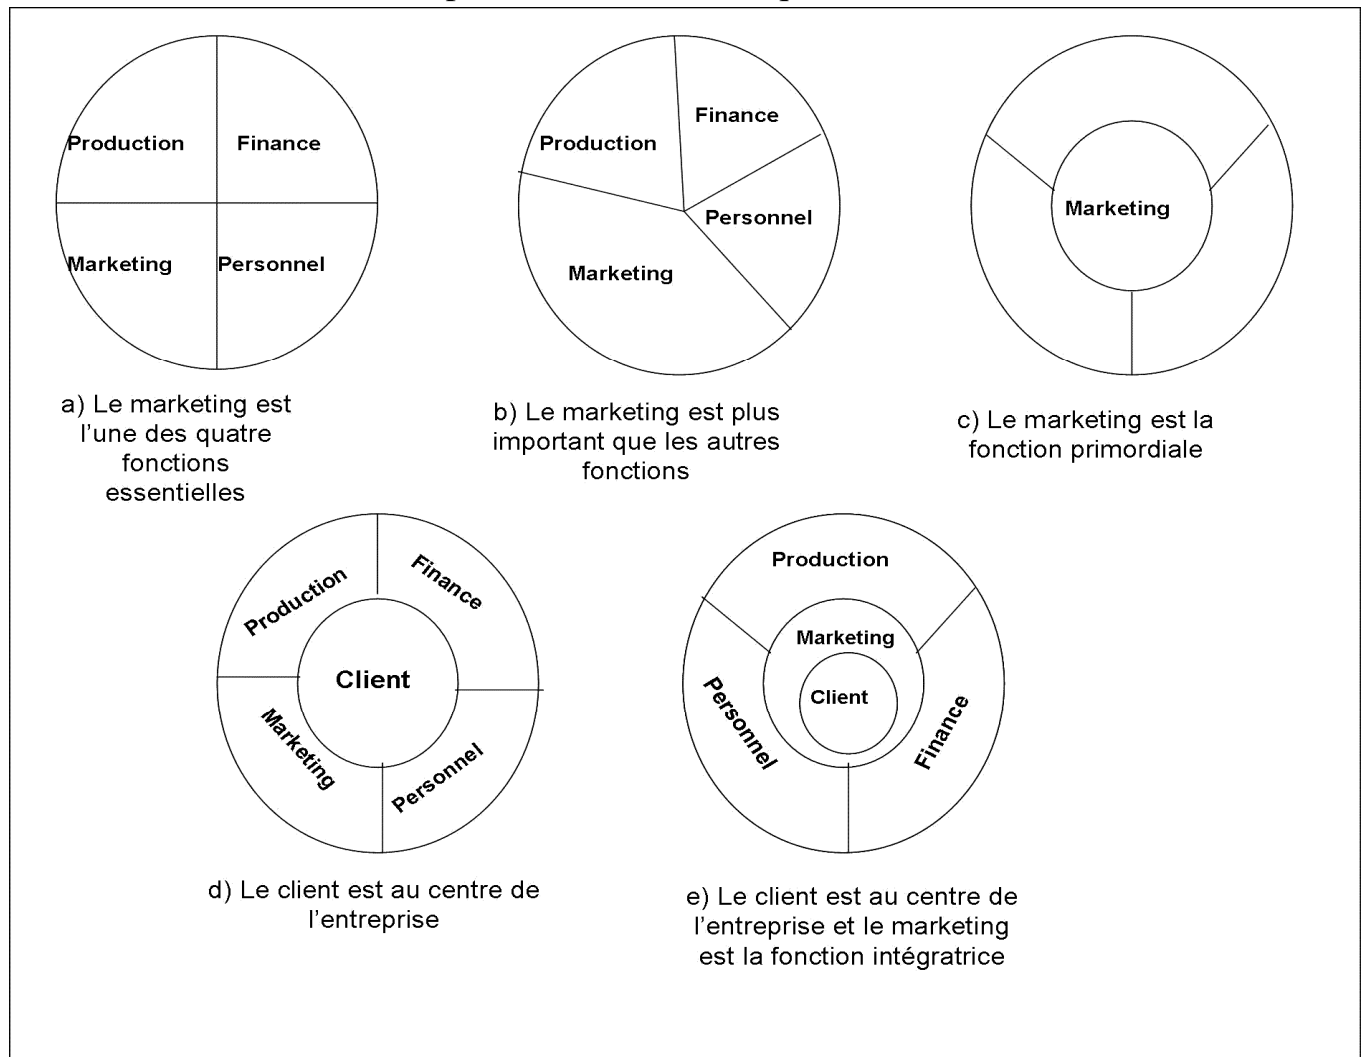 Production
Finance
Marketing
Personnel
a) Le marketing est
l'une des quatre
fonctions
essentielles
Finance
Production
Personnel
Marketing
b) Le marketing est plus
important que les autres
fonctions
Marketing
c) Le marketing est la
fonction primordiale
Production
Finance
Client
Marketing
Personnel
d) Le client est au centre de
l'entreprise
Production
Marketing
Client
Personnel
Finance
e) Le client est au centre de
l'entreprise et le marketing
est la fonction intégratrice